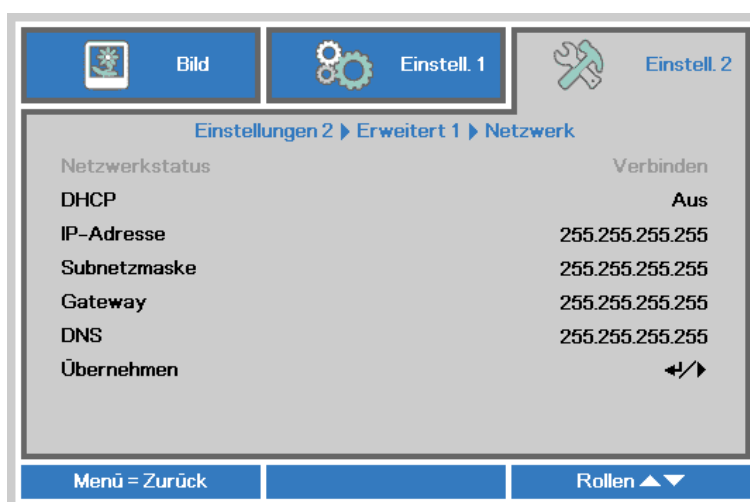 Bild
Einstell. 1
Einstell. 2
Einstellungen 2 ▶ Erweitert 1 ▶ Netzwerk
Netzwerkstatus Verbinden
DHCP Aus
IP-Adresse 255.255.255.255
Subnetzmaske 255.255.255.255
Gateway 255.255.255.255
DNS 255.255.255.255
Übernehmen ↵/▶
Menü = Zurück
Rollen ▲▼